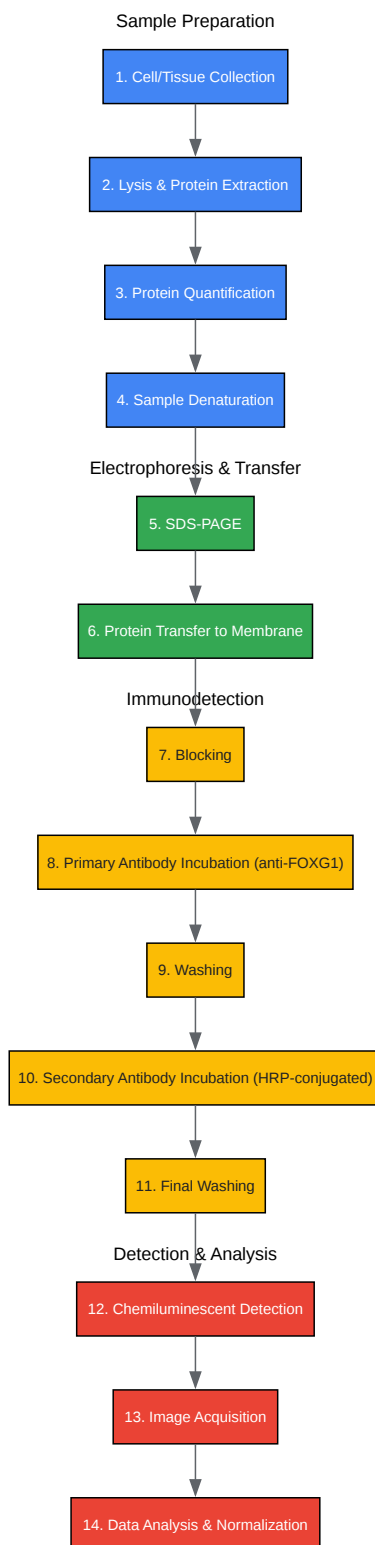 Sample Preparation
1. Cell/Tissue Collection
2. Lysis & Protein Extraction
3. Protein Quantification
4. Sample Denaturation
Electrophoresis & Transfer
5. SDS-PAGE
6. Protein Transfer to Membrane
Immunodetection
7. Blocking
8. Primary Antibody Incubation (anti-FOXG1)
9. Washing
10. Secondary Antibody Incubation (HRP-conjugated)
11. Final Washing
Detection & Analysis
12. Chemiluminescent Detection
13. Image Acquisition
14. Data Analysis & Normalization